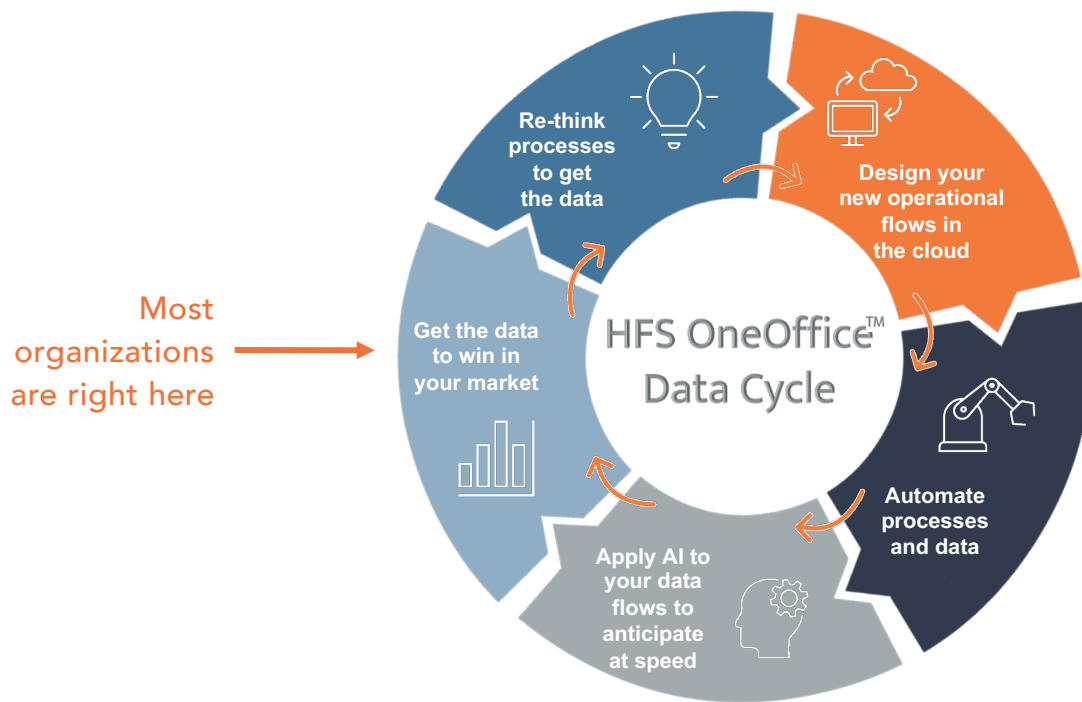 Re-think
processes
to get
the data
Design your
new operational
flows in
the cloud
Automate
processes
and data
Apply AI to
your data
flows to
anticipate
at speed
Get the data
to win in
your market
HFS OneOffice™
Data Cycle
Most
organizations
are right here